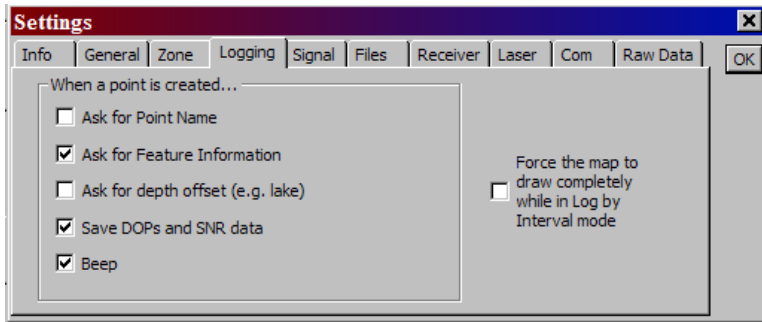 Settings
Info General Zone Logging Signal Files Receiver Laser Com Raw Data OK
When a point is created...
Ask for Point Name
Ask for Feature Information
Ask for depth offset (e.g. lake)
Save DOPs and SNR data
Beep
Force the map to
draw completely
while in Log by
Interval mode